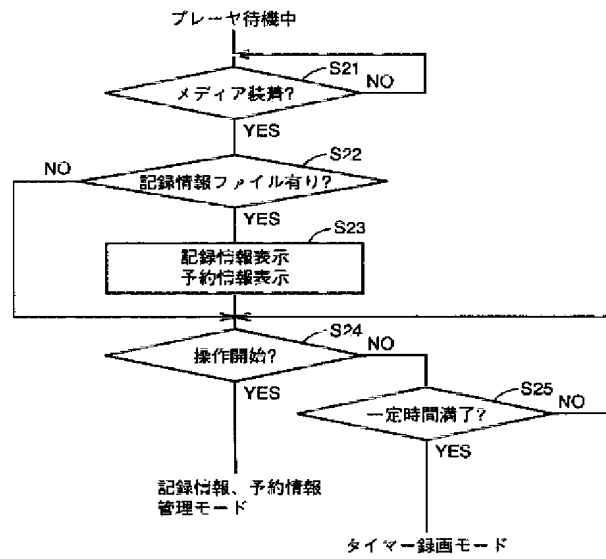 プレーヤ待機中
S21
メディア装着?
NO
YES
S22
NO
記録情報ファイル有り?
YES
S23
記録情報表示
予約情報表示
S24
操作開始?
NO
YES
S25
一定時間満了?
NO
YES
記録情報、予約情報
管理モード
タイマー録画モード